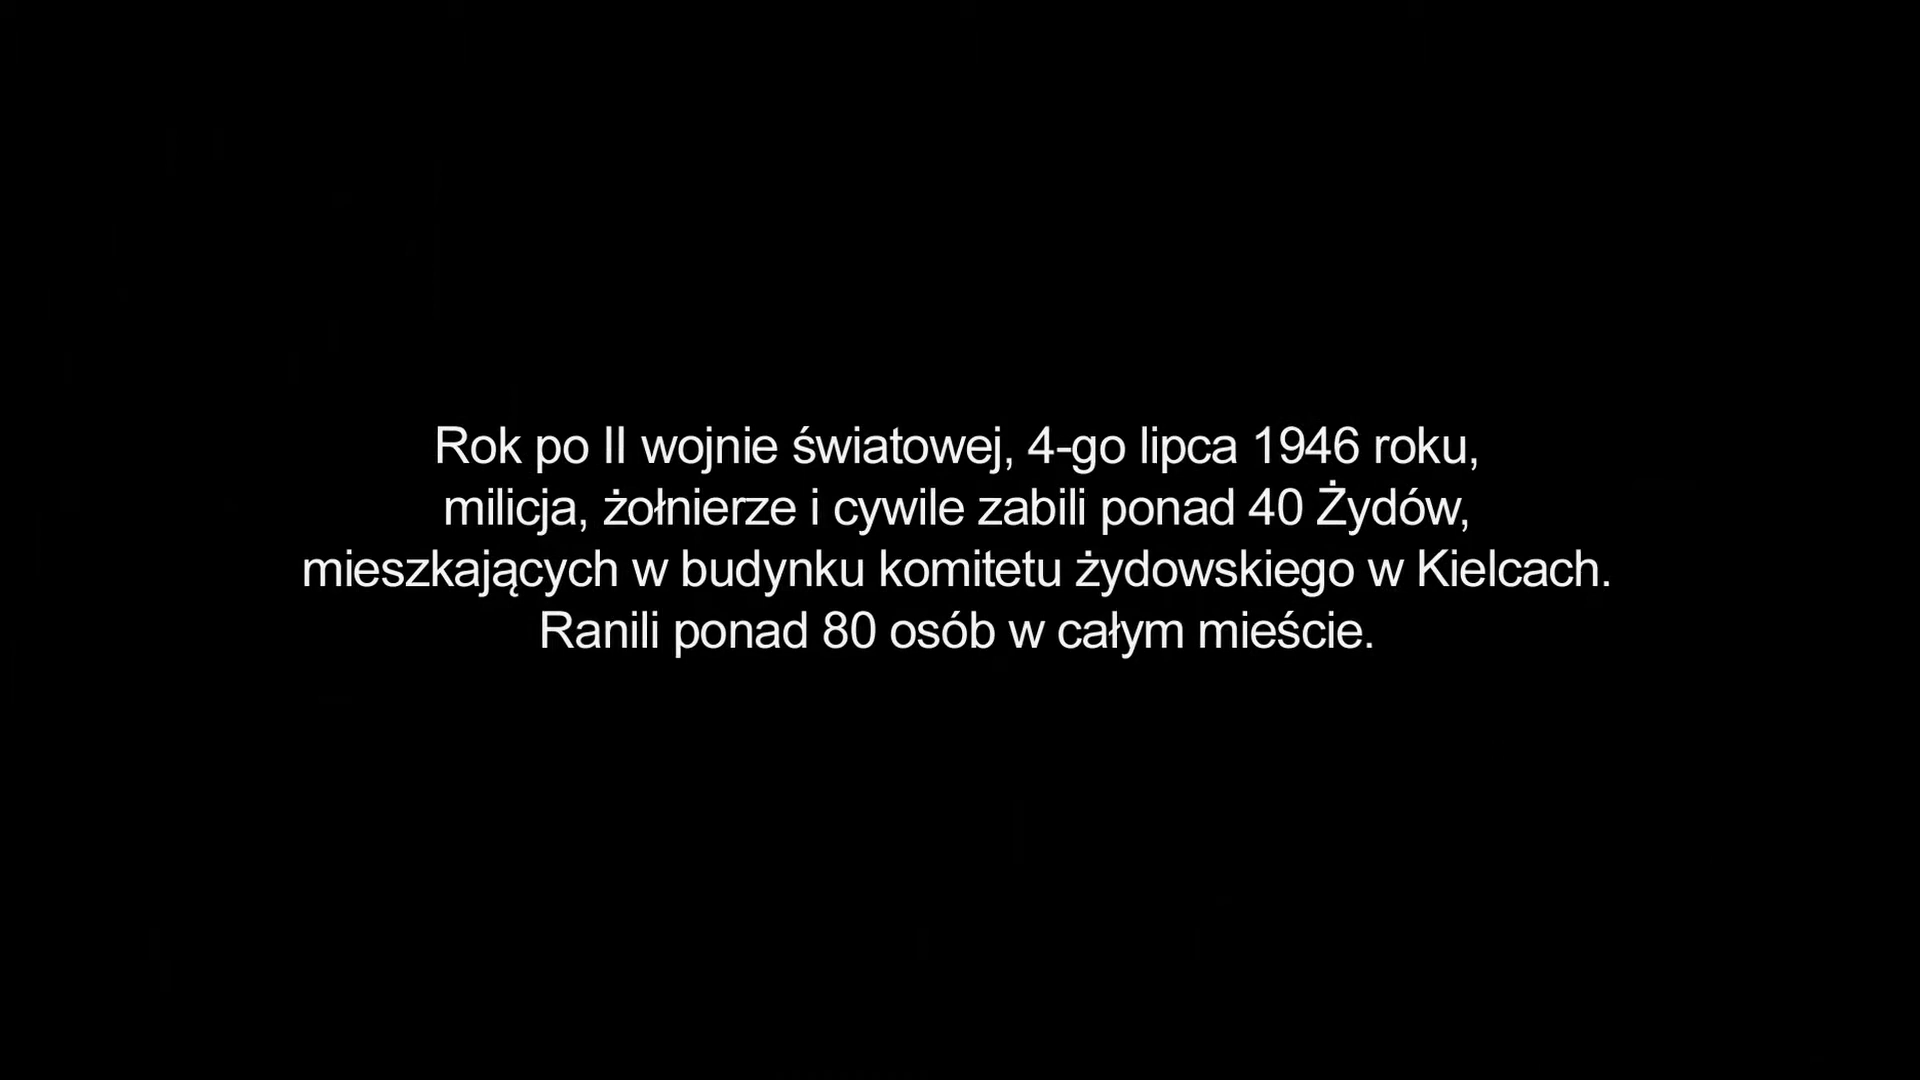 Rok po II wojnie światowej, 4-go lipca 1946 roku,
milicja, żołnierze i cywile zabili ponad 40 Żydów,
mieszkających w budynku komitetu żydowskiego w Kielcach.
Ranili ponad 80 osób w całym mieście.